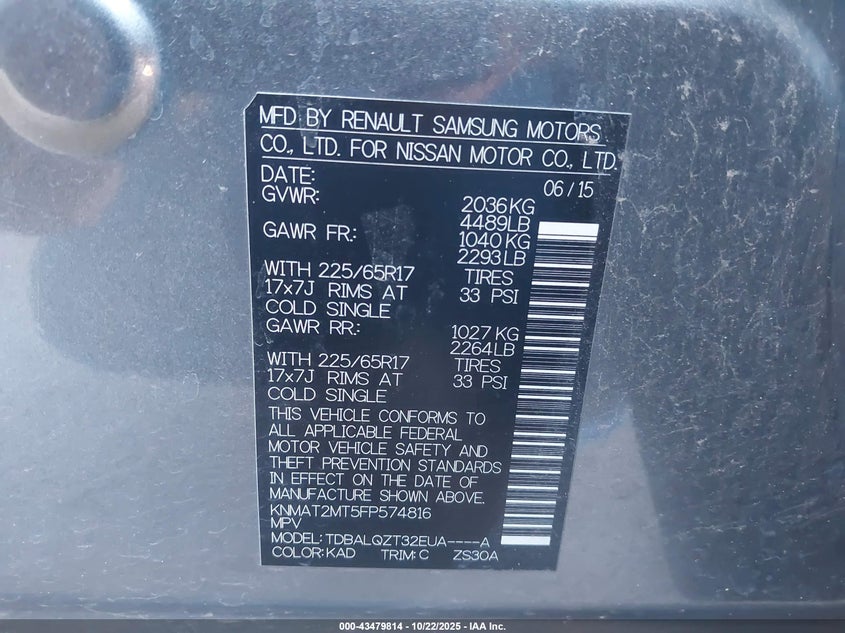 MFD BY RENAULT SAMSUNG MOTORS
CO., LTD. FOR NISSAN MOTOR CO., LTD.
DATE: 06/15
GVWR: 2036KG
4489LB
GAWR FR.: 1040KG
2293LB
WITH 225/65R17 TIRES
17x7J RIMS AT 33 PSI
COLD SINGLE
GAWR RR.: 1027KG
2264LB
WITH 225/65R17 TIRES
17x7J RIMS AT 33 PSI
COLD SINGLE
THIS VEHICLE CONFORMS TO
ALL APPLICABLE FEDERAL
MOTOR VEHICLE SAFETY AND
THEFT PREVENTION STANDARDS
IN EFFECT ON THE DATE OF
MANUFACTURE SHOWN ABOVE.
KNMAT2MT5FP574816
MPV
MODEL: TDBALQZT32EUA----A
COLOR: KAD TRIM: C ZS30A
000-43479814 - 10/22/2025 - IAA Inc.